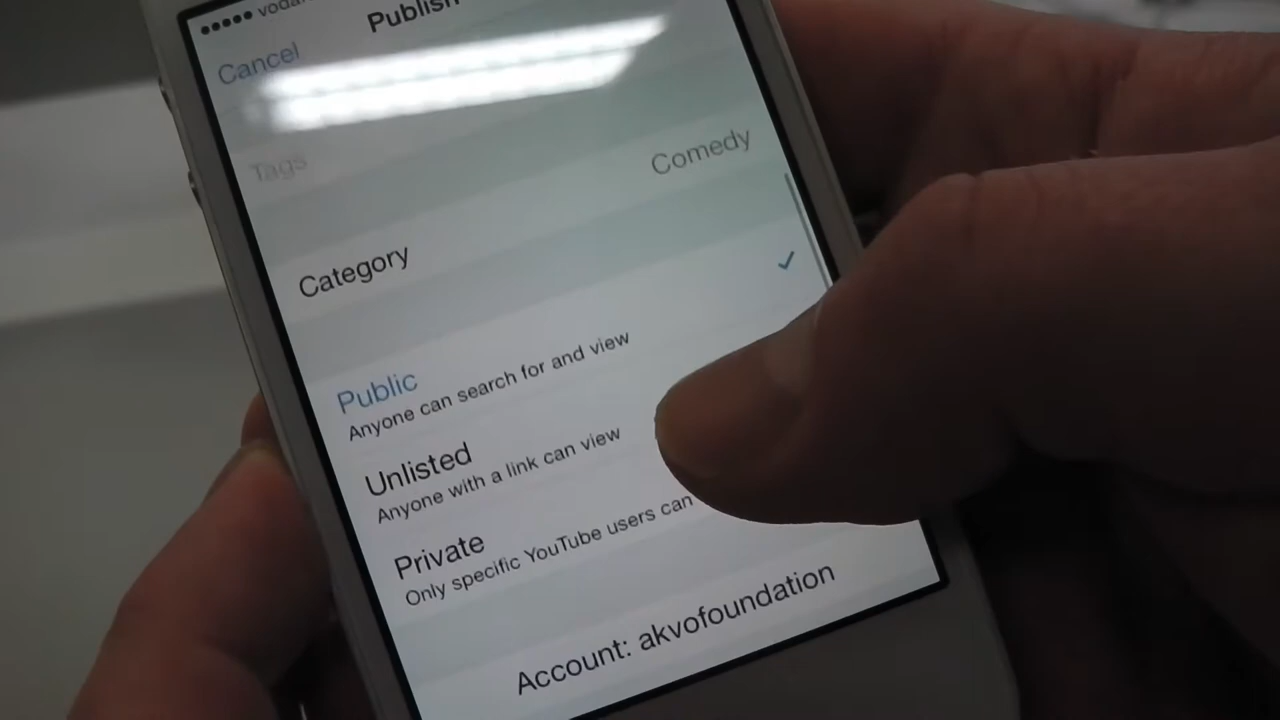 Publish
Cancel
Tags
Comedy
Category
Public
Anyone can search for and view
Unlisted
Anyone with a link can view
Private
Only specific YouTube users can
Account: akvofoundation